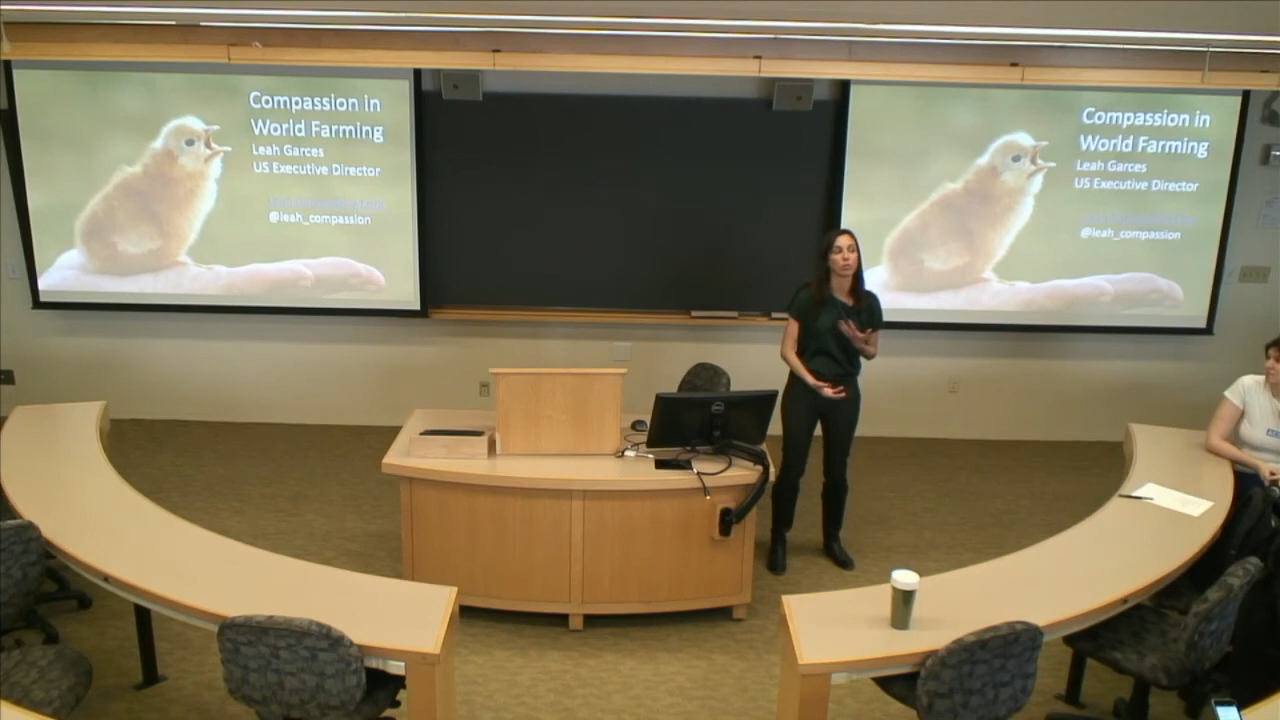 Compassion in
World Farming
Leah Garces
US Executive Director
@leah_compassion
Compassion in
World Farming
Leah Garces
US Executive Director
@leah_compassion